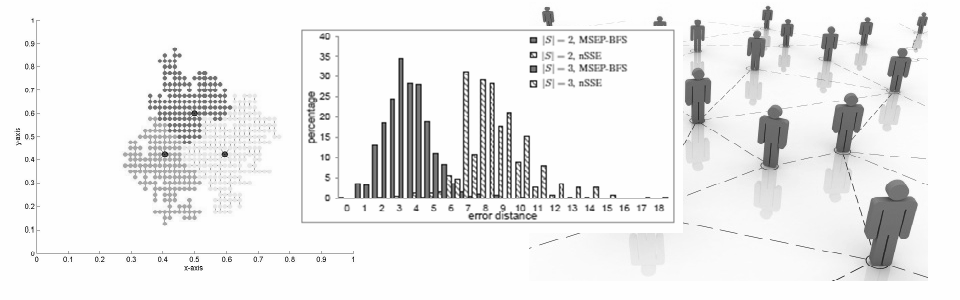 1
0.9
0.8
0.7
0.6
0.5
0.4
0.3
0.2
0.1
0
y-axis
0 0.1 0.2 0.3 0.4 0.5 0.6 0.7 0.8 0.9 1
x-axis
40
35
30
25
20
15
10
5
0
percentage
|S| = 2, MSEP-BFS
|S| = 2, nSSE
|S| = 3, MSEP-BFS
|S| = 3, nSSE
0 1 2 3 4 5 6 7 8 9 10 11 12 13 14 15 16 17 18
error distance